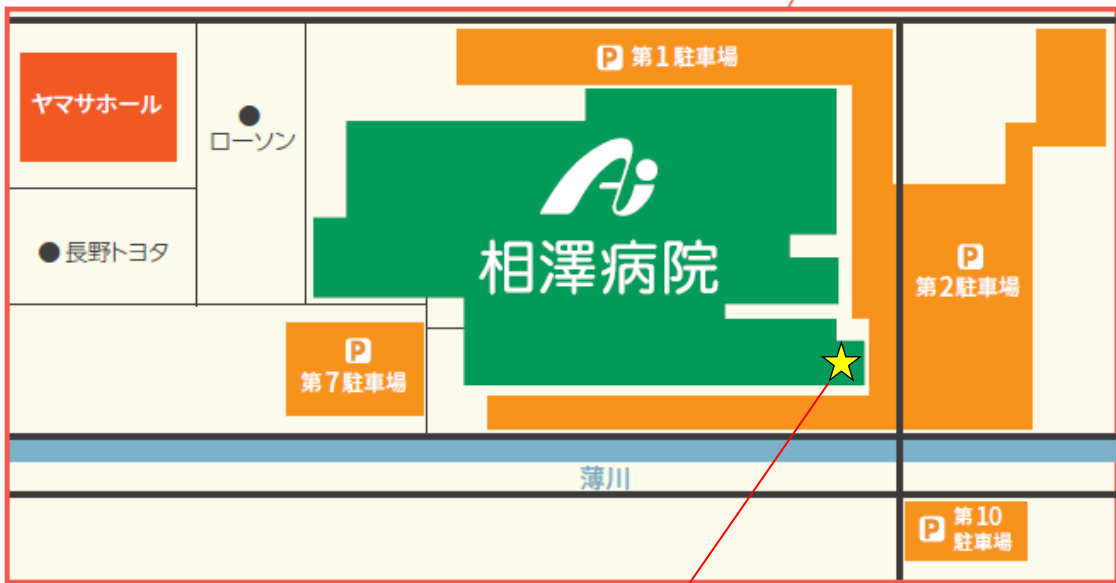 P 第1駐車場
ヤマサホール
ローソン
Ai
相澤病院
長野トヨタ
P
第2駐車場
P
第7駐車場
薄川
P 第10
駐車場